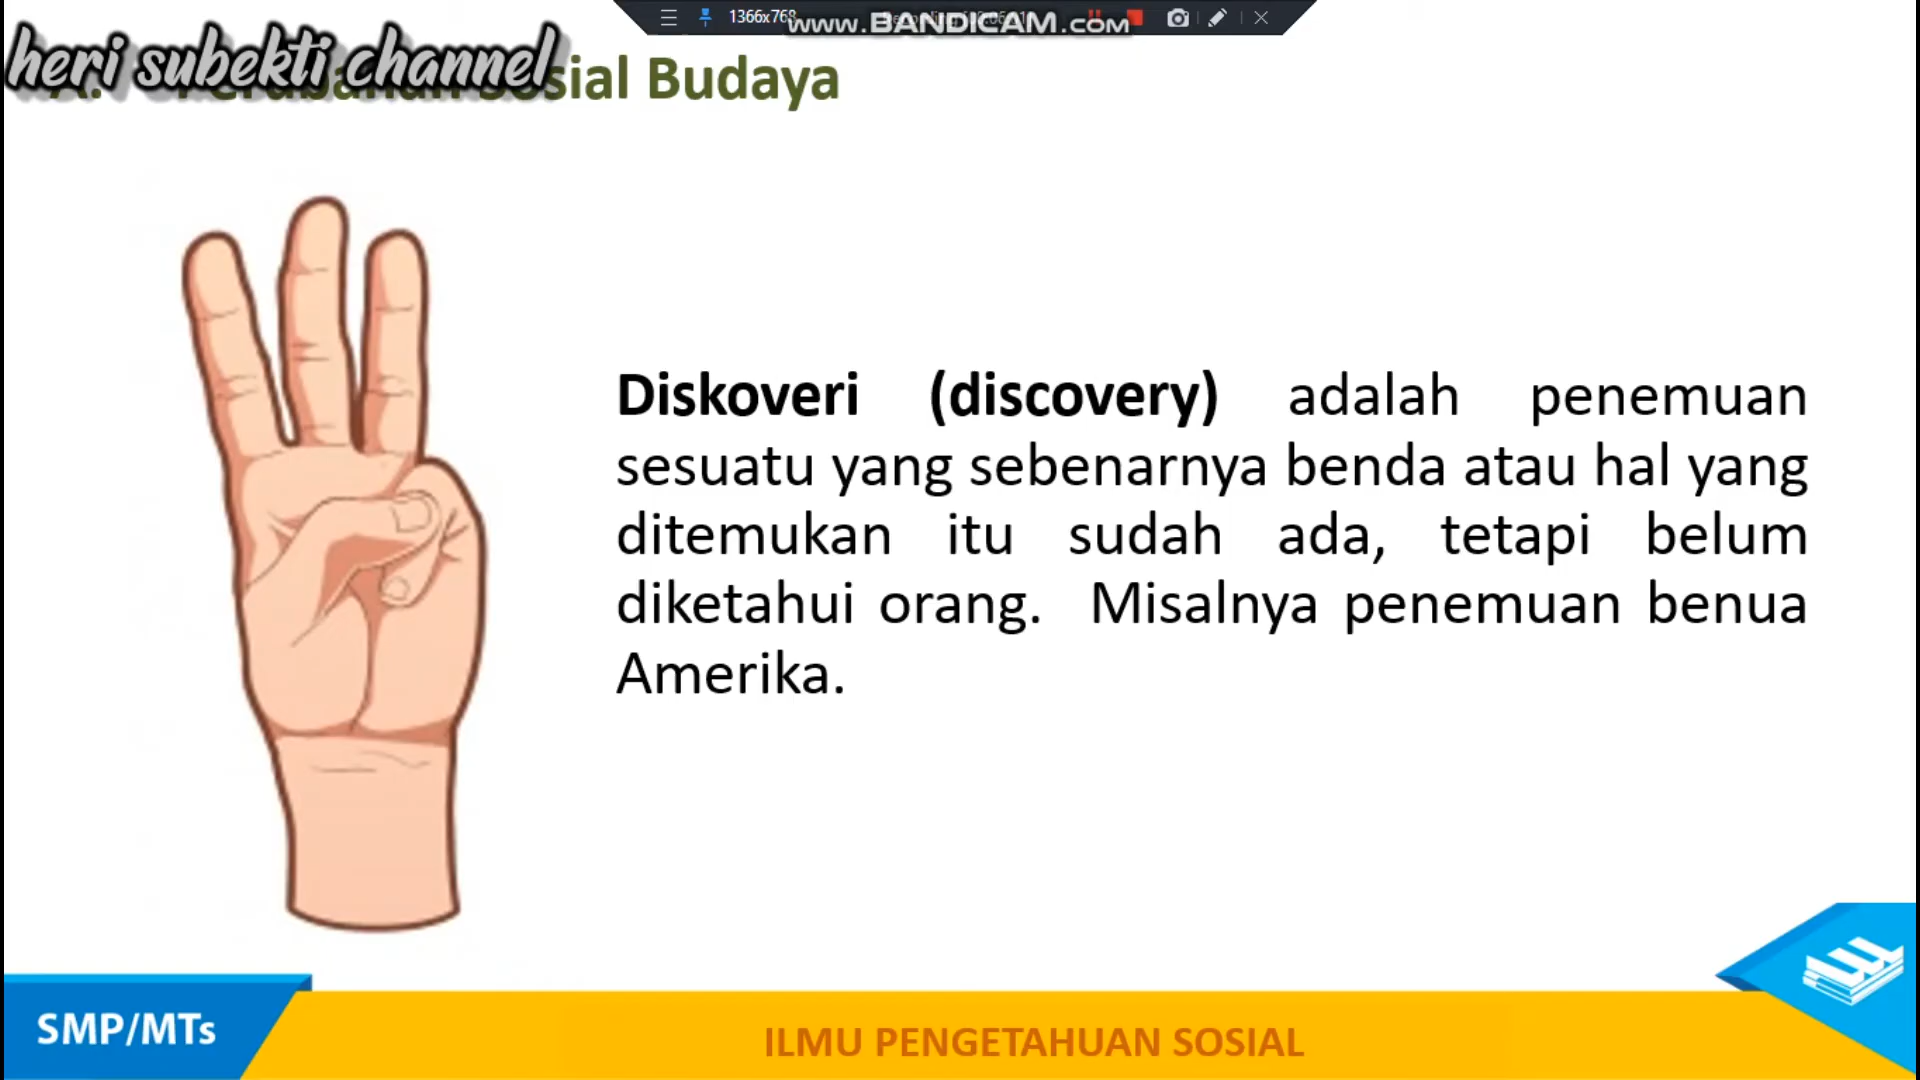 1366x768
www.BANDICAM.com
heri subekti channel
Sosial Budaya
Diskoveri (discovery) adalah penemuan
sesuatu yang sebenarnya benda atau hal yang
ditemukan itu sudah ada, tetapi belum
diketahui orang. Misalnya penemuan benua
Amerika.
SMP/MTs
ILMU PENGETAHUAN SOSIAL